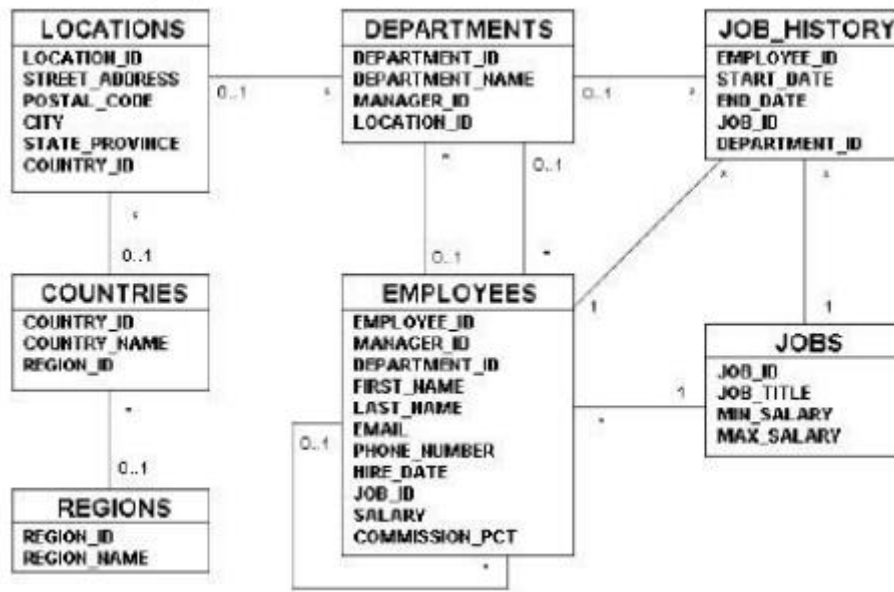 LOCATIONS
LOCATION_ID
STREET_ADDRESS
POSTAL_CODE
CITY
STATE_PROVINCE
COUNTRY_ID
0..1
*
DEPARTMENTS
DEPARTMENT_ID
DEPARTMENT_NAME
MANAGER_ID
LOCATION_ID
0..1
*
JOB_HISTORY
EMPLOYEE_ID
START_DATE
END_DATE
JOB_ID
DEPARTMENT_ID
*
0..1
*
0..1
*
0..1
*
*
*
1
1
COUNTRIES
COUNTRY_ID
COUNTRY_NAME
REGION_ID
*
0..1
EMPLOYEES
EMPLOYEE_ID
MANAGER_ID
DEPARTMENT_ID
FIRST_NAME
LAST_NAME
EMAIL
PHONE_NUMBER
HIRE_DATE
JOB_ID
SALARY
COMMISSION_PCT
0..1
*
1
*
JOBS
JOB_ID
JOB_TITLE
MIN_SALARY
MAX_SALARY
REGIONS
REGION_ID
REGION_NAME